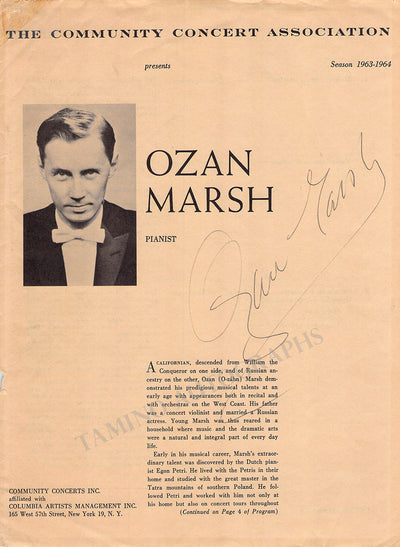 THE COMMUNITY CONCERT ASSOCIATION
presents
Season 1963-1964
OZAN
MARSH
PIANIST
Ozan Marsh
A CALIFORNIAN, descended from William the
Conqueror on one side, and of Russian an-
cestry on the other, Ozan (O-zahn) Marsh dem-
onstrated his prodigious musical talents at an
early age with appearances both in recital and
with orchestras on the West Coast. His father
was a concert violinist and married a Russian
actress. Young Marsh was thus reared in a
household where music and the dramatic arts
were a natural and integral part of every day
life.
Early in his musical career, Marsh's extraor-
dinary talent was discovered by the Dutch pian-
ist Egon Petri. He lived with the Petris in their
home and studied with the great master in the
Tatra mountains of southern Poland. He fol-
lowed Petri and worked with him not only at
his home but also on concert tours throughout
(Continued on Page 4 of Program)
COMMUNITY CONCERTS INC.
affiliated with
COLUMBIA ARTISTS MANAGEMENT INC.
165 West 57th Street, New York 19, N. Y.